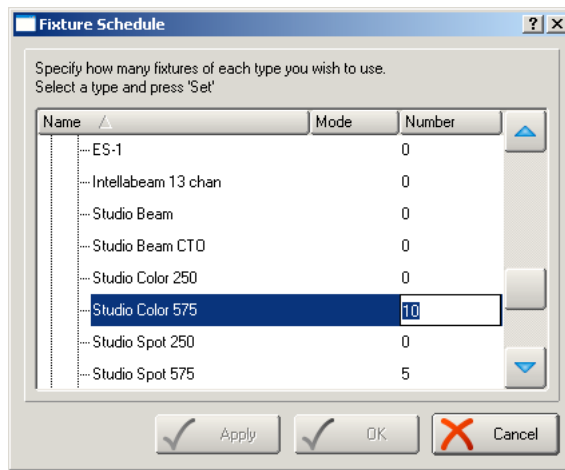 Fixture Schedule
Specify how many fixtures of each type you wish to use.
Select a type and press 'Set'
Name Mode Number
ES-1 0
Intellabeam 13 chan 0
Studio Beam 0
Studio Beam CTO 0
Studio Color 250 0
Studio Color 575 10
Studio Spot 250 0
Studio Spot 575 5
Apply OK Cancel